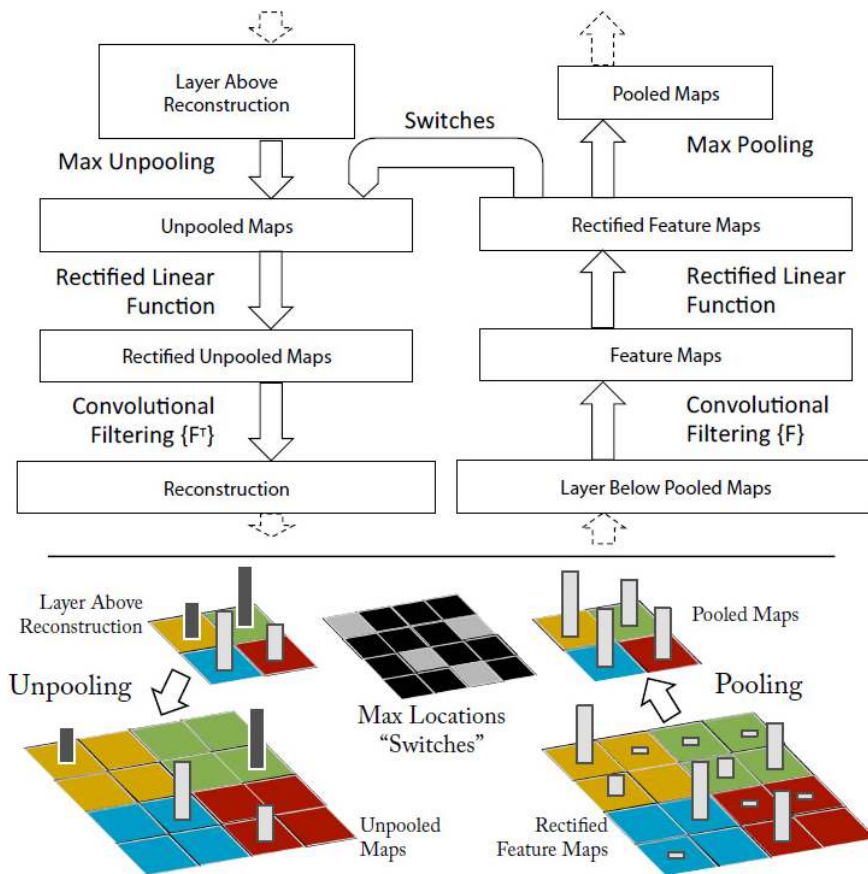 Layer Above
Reconstruction
Pooled Maps
Switches
Max Unpooling
Max Pooling
Unpooled Maps
Rectified Feature Maps
Rectified Linear
Function
Rectified Linear
Function
Rectified Unpooled Maps
Feature Maps
Convolutional
Filtering {Fᵀ}
Convolutional
Filtering {F}
Reconstruction
Layer Below Pooled Maps
Layer Above
Reconstruction
Pooled Maps
Unpooling
Pooling
Max Locations
“Switches”
Unpooled
Maps
Rectified
Feature Maps